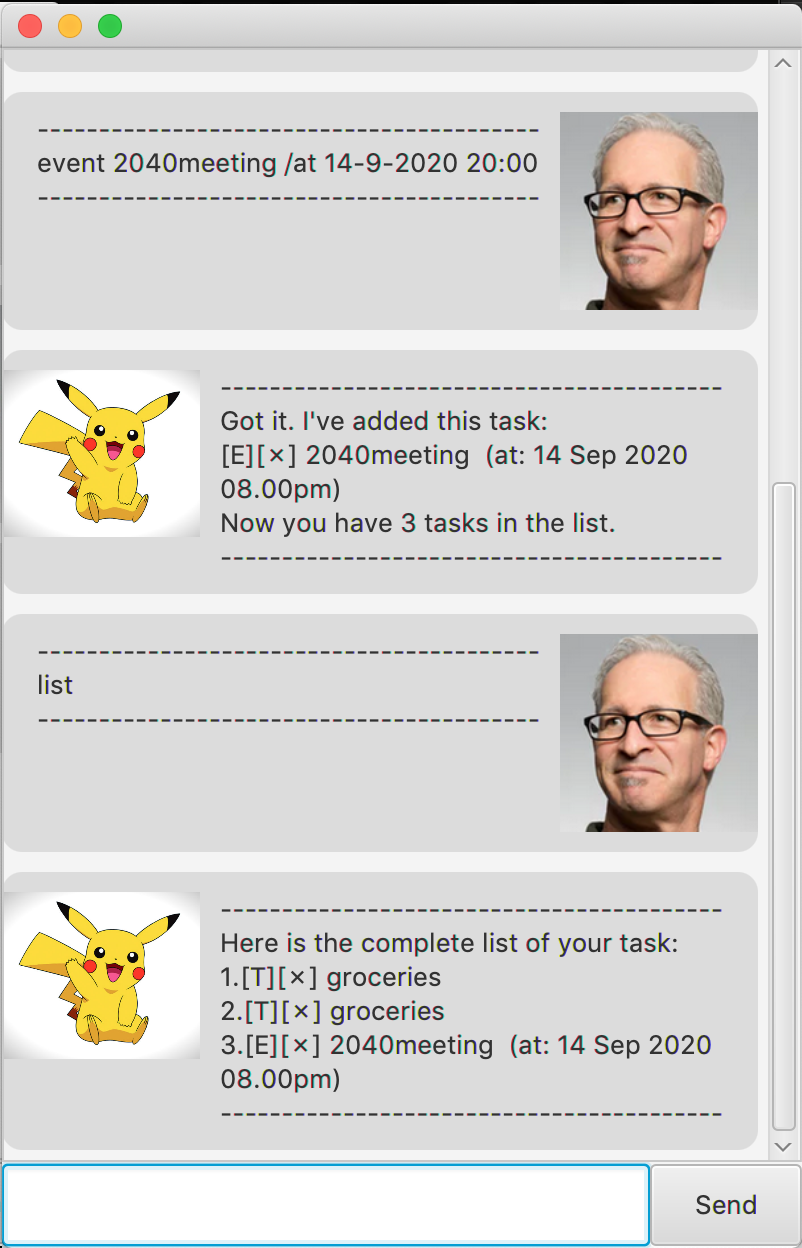 -----------------------------------------
event 2040meeting /at 14-9-2020 20:00
-----------------------------------------
-----------------------------------------
Got it. I've added this task:
[E][×] 2040meeting  (at: 14 Sep 2020
08.00pm)
Now you have 3 tasks in the list.
-----------------------------------------
-----------------------------------------
list
-----------------------------------------
-----------------------------------------
Here is the complete list of your task:
1.[T][×] groceries
2.[T][×] groceries
3.[E][×] 2040meeting  (at: 14 Sep 2020
08.00pm)
-----------------------------------------
Send